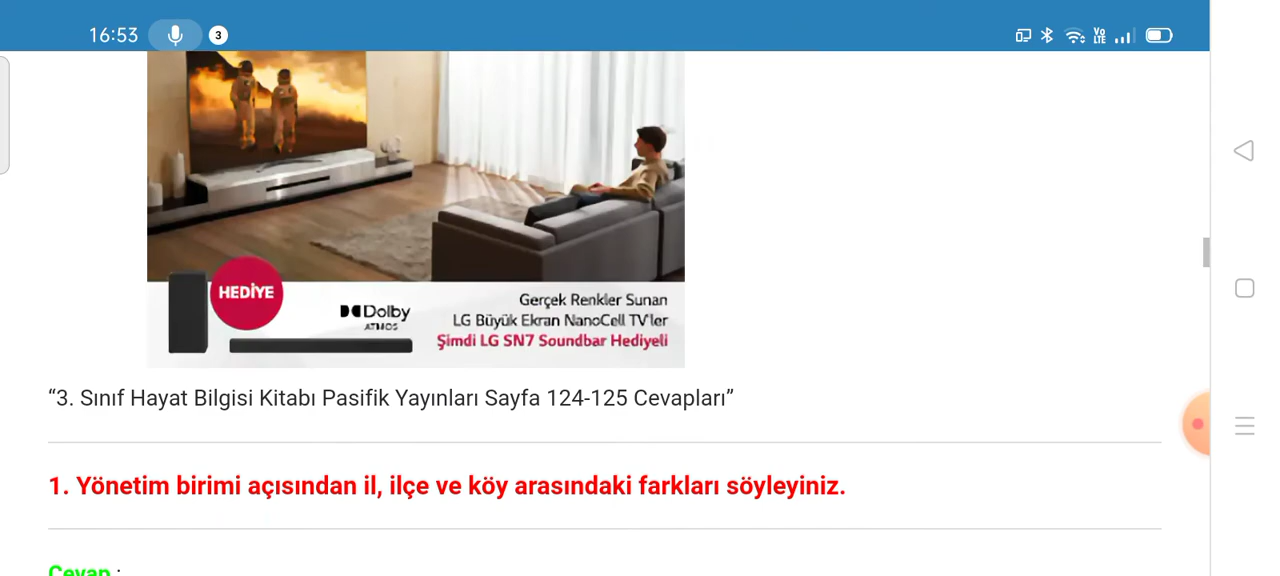 16:53
3
VO
LTE
HEDİYE
Dolby
ATMOS
Gerçek Renkler Sunan
LG Büyük Ekran NanoCell TV'ler
Şimdi LG SN7 Soundbar Hediyeli
“3. Sınıf Hayat Bilgisi Kitabı Pasifik Yayınları Sayfa 124-125 Cevapları”
1. Yönetim birimi açısından il, ilçe ve köy arasındaki farkları söyleyiniz.
Cevap :